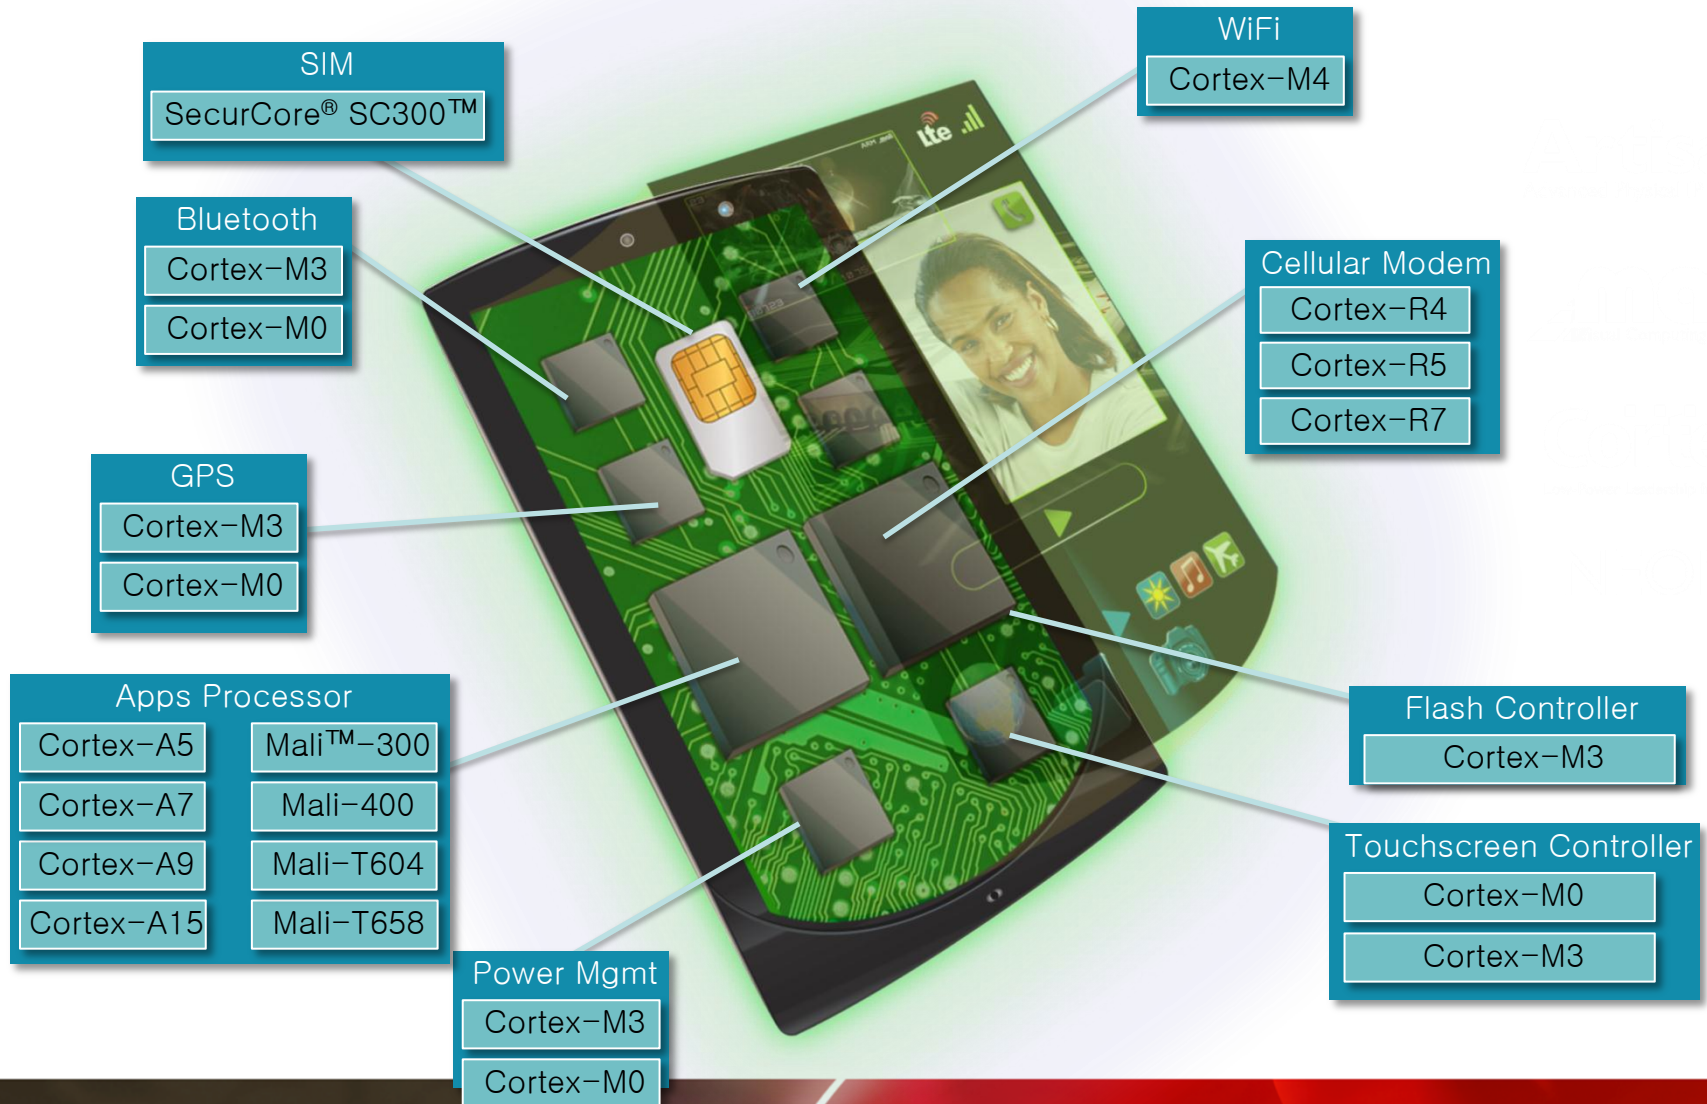 SIM
SecurCore® SC300™
WiFi
Cortex-M4
Lte
Bluetooth
Cortex-M3
Cortex-M0
Cellular Modem
Cortex-R4
Cortex-R5
Cortex-R7
GPS
Cortex-M3
Cortex-M0
Apps Processor
Cortex-A5
Mali™-300
Cortex-A7
Mali-400
Cortex-A9
Mali-T604
Cortex-A15
Mali-T658
Flash Controller
Cortex-M3
Touchscreen Controller
Cortex-M0
Cortex-M3
Power Mgmt
Cortex-M3
Cortex-M0